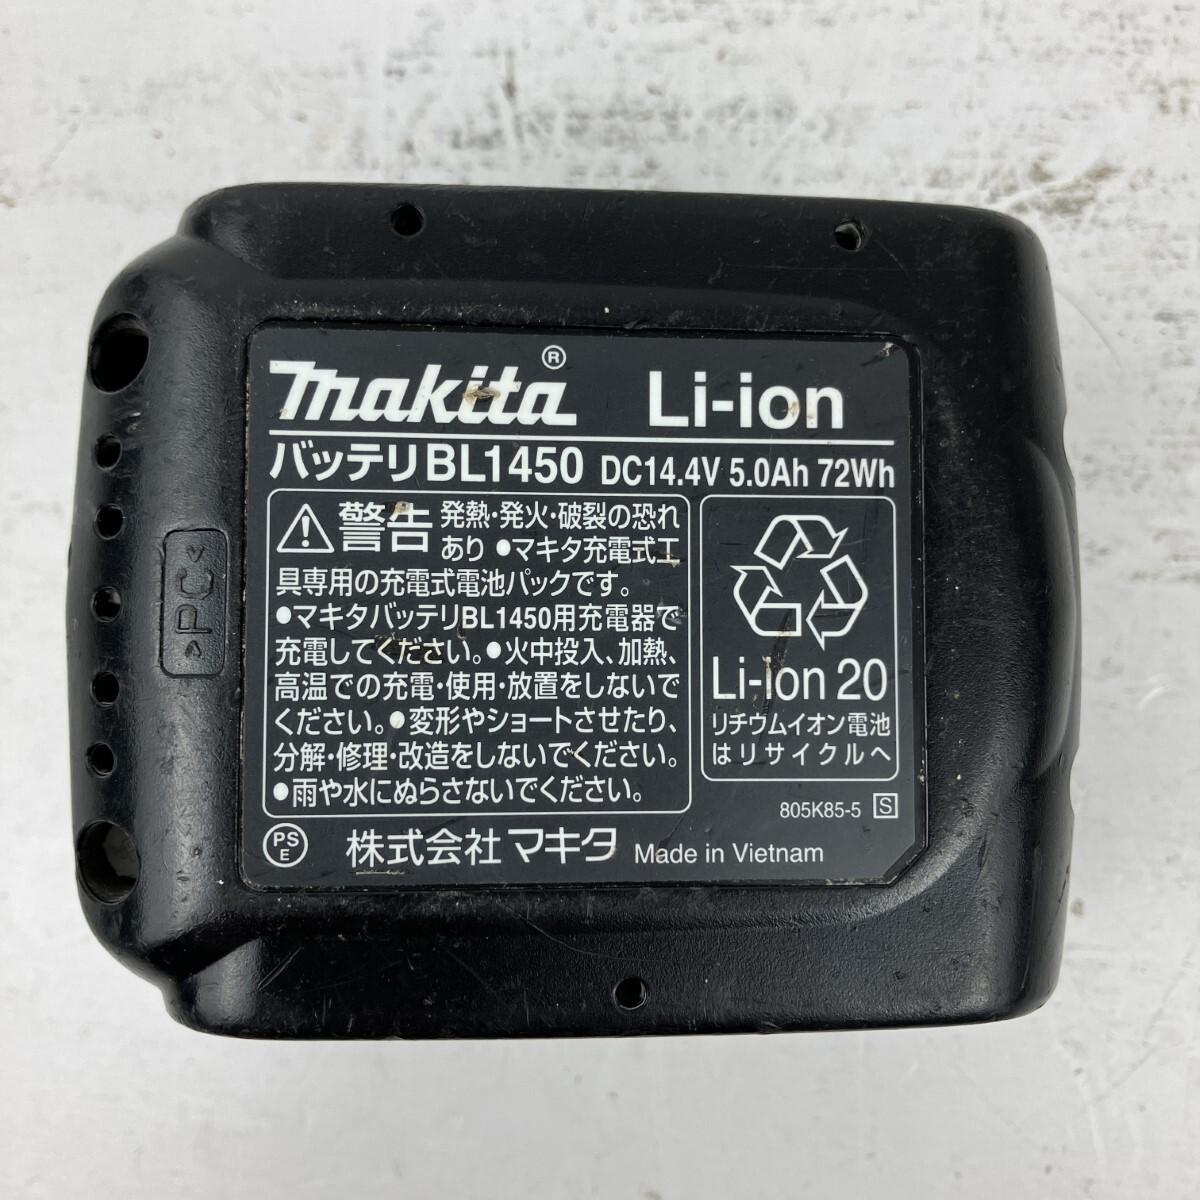 makita® Li-ion
バッテリBL1450 DC14.4V 5.0Ah 72Wh
警告 発熱・発火・破裂の恐れ
あり ●マキタ充電式工
具専用の充電式電池パックです。
●マキタバッテリBL1450用充電器で
充電してください。●火中投入、加熱、
高温での充電・使用・放置をしないで
ください。●変形やショートさせたり、
分解・修理・改造をしないでください。
●雨や水にぬらさないでください。
Li-ion 20
リチウムイオン電池
はリサイクルへ
805K85-5 S
PS
E
株式会社マキタ Made in Vietnam
>PC<